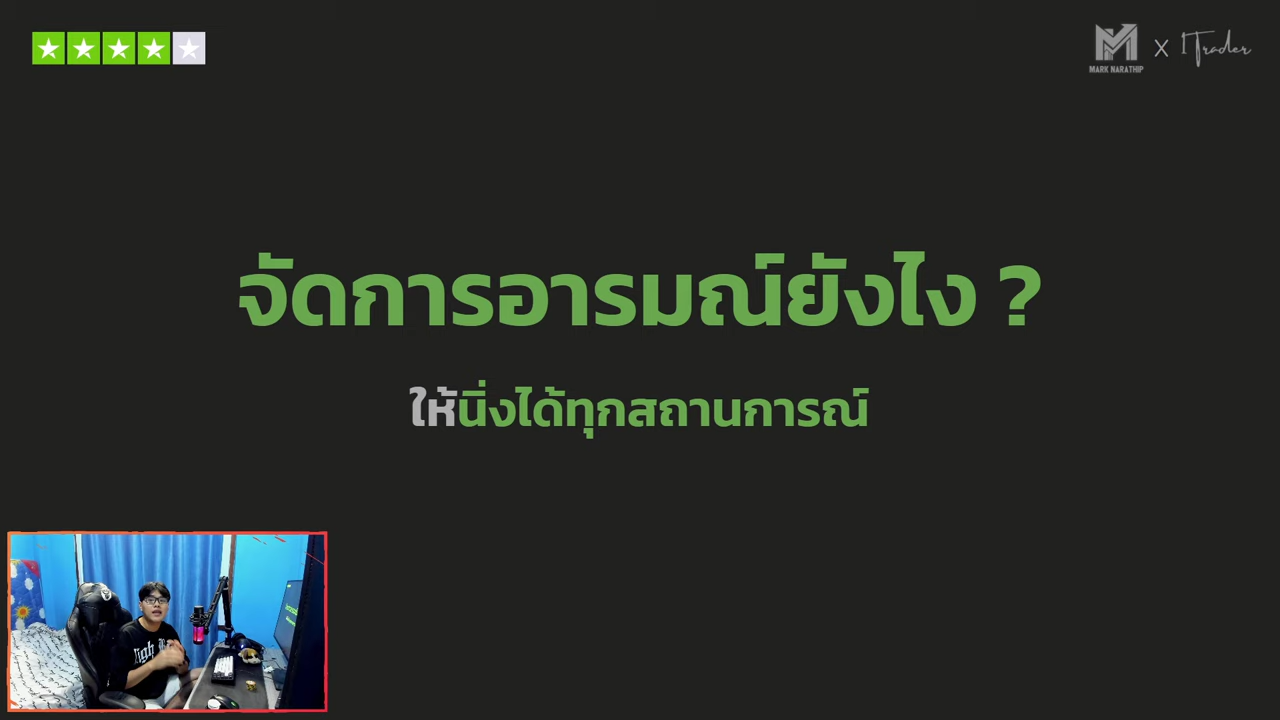 MARK NARATHIP
X
1Trader
จัดการอารมณ์ยังไง ?
ให้นิ่งได้ทุกสถานการณ์